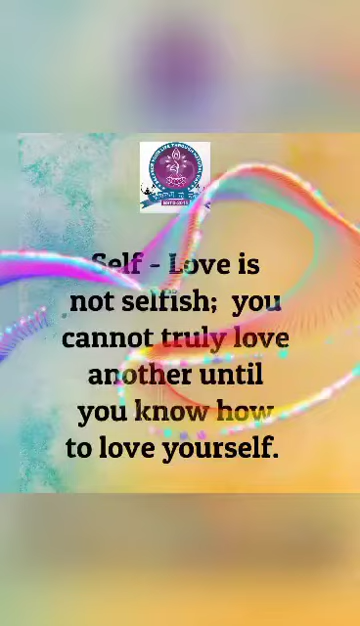 Self - Love is
not selfish; you
cannot truly love
another until
you know how
to love yourself.